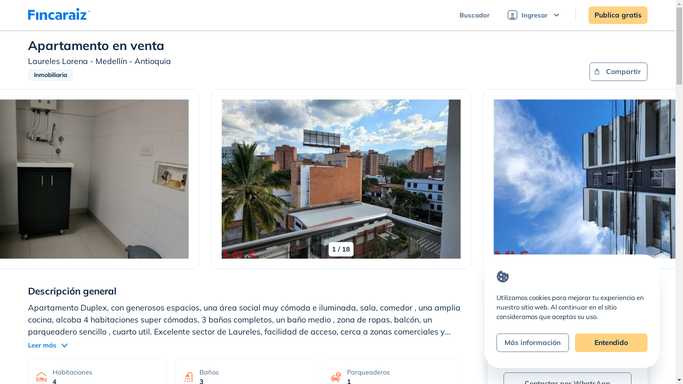 Fincaraiz
Buscador
Ingresar
Publica gratis
Apartamento en venta
Laureles Lorena - Medellín - Antioquia
Inmobiliaria
Compartir
1 / 18
Descripción general
Apartamento Duplex, con generosos espacios, una área social muy cómoda e iluminada, sala, comedor , una amplia
cocina, alcoba 4 habitaciones super cómadas, 3 baños completos, un baño medio , zona de ropas, balcón, un
parqueadero sencillo , cuarto util. Excelente sector de Laureles, facilidad de acceso, cerca a zonas comerciales y...
Leer más
Habitaciones
4
Baños
3
Parqueaderos
1
Utilizamos cookies para mejorar tu experiencia en
nuestro sitio web. Al continuar en el sitio
consideramos que aceptas su uso.
Más información
Entendido
Contactar por WhatsApp